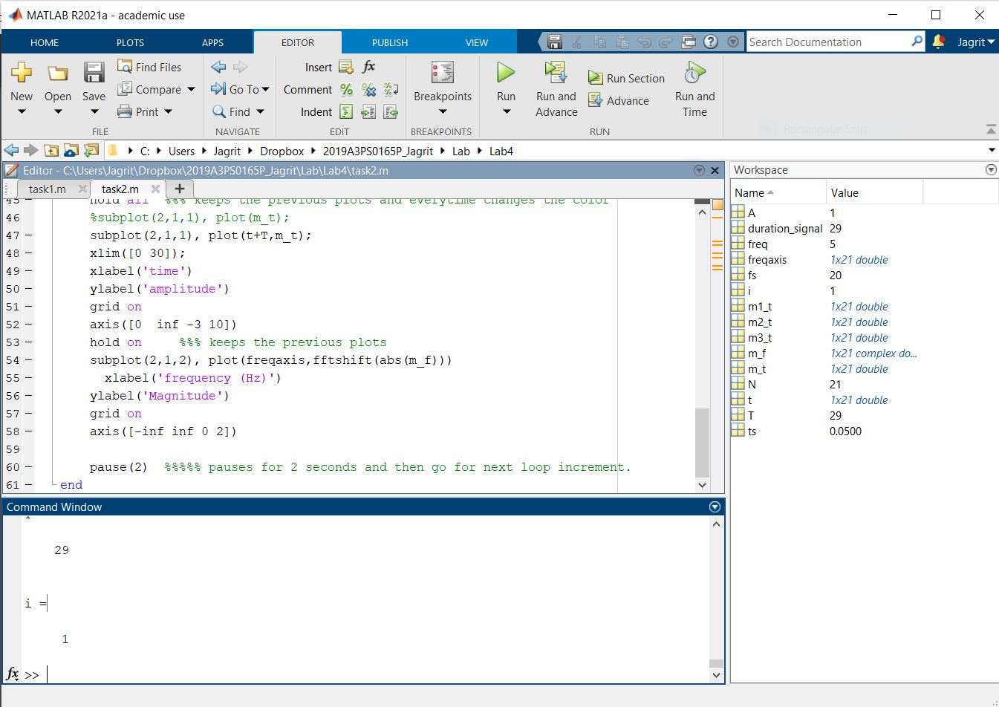 MATLAB R2021a - academic use
HOME PLOTS APPS EDITOR PUBLISH VIEW Search Documentation Jagrit
New Open Save Find Files Compare Print FILE
Go To Find NAVIGATE
Insert fx Comment Indent EDIT
Breakpoints BREAKPOINTS
Run Run and Advance Run Section Advance Run and Time RUN
Rectangular Snip
C: Users Jagrit Dropbox 2019A3PS0165P_Jagrit Lab Lab4
Editor - C:\Users\Jagrit\Dropbox\2019A3PS0165P_Jagrit\Lab\Lab4\task2.m
task1.m task2.m +
45 - hold all %%% keeps the previous plots and everytime changes the color
46 %subplot(2,1,1), plot(m_t);
47 - subplot(2,1,1), plot(t+T,m_t);
48 - xlim([0 30]);
49 - xlabel('time')
50 - ylabel('amplitude')
51 - grid on
52 - axis([0 inf -3 10])
53 - hold on %%% keeps the previous plots
54 - subplot(2,1,2), plot(freqaxis,fftshift(abs(m_f)))
55 - xlabel('frequency (Hz)')
56 - ylabel('Magnitude')
57 - grid on
58 - axis([-inf inf 0 2])
59
60 - pause(2) %%%%% pauses for 2 seconds and then go for next loop increment.
61 - end
Command Window
29
i =
1
fx >>
Workspace
Name Value
A 1
duration_signal 29
freq 5
freqaxis 1x21 double
fs 20
i 1
m1_t 1x21 double
m2_t 1x21 double
m3_t 1x21 double
m_f 1x21 complex do...
m_t 1x21 double
N 21
t 1x21 double
T 29
ts 0.0500